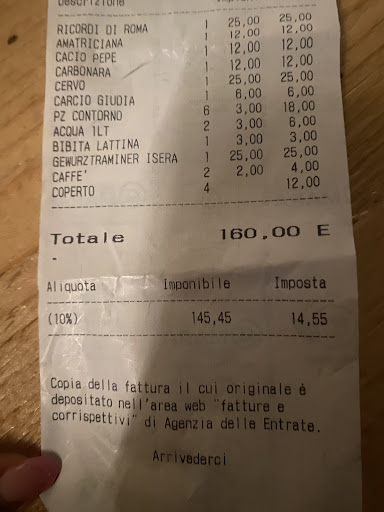 Descrizione
RICORDI DI ROMA 1 25,00 25,00
AMATRICIANA 1 12,00 12,00
CACIO PEPE 1 12,00 12,00
CARBONARA 1 12,00 12,00
CERVO 1 25,00 25,00
CARCIO GIUDIA 1 6,00 6,00
PZ CONTORNO 6 3,00 18,00
ACQUA 1LT 2 3,00 6,00
BIBITA LATTINA 1 3,00 3,00
GEWURZTRAMINER ISERA 1 25,00 25,00
CAFFE' 2 2,00 4,00
COPERTO 4 12,00
Totale 160,00 E
-
Aliquota Imponibile Imposta
(10%) 145,45 14,55
Copia della fattura il cui originale è
depositato nell'area web "fatture e
corrispettivi" di Agenzia delle Entrate.
Arrivederci